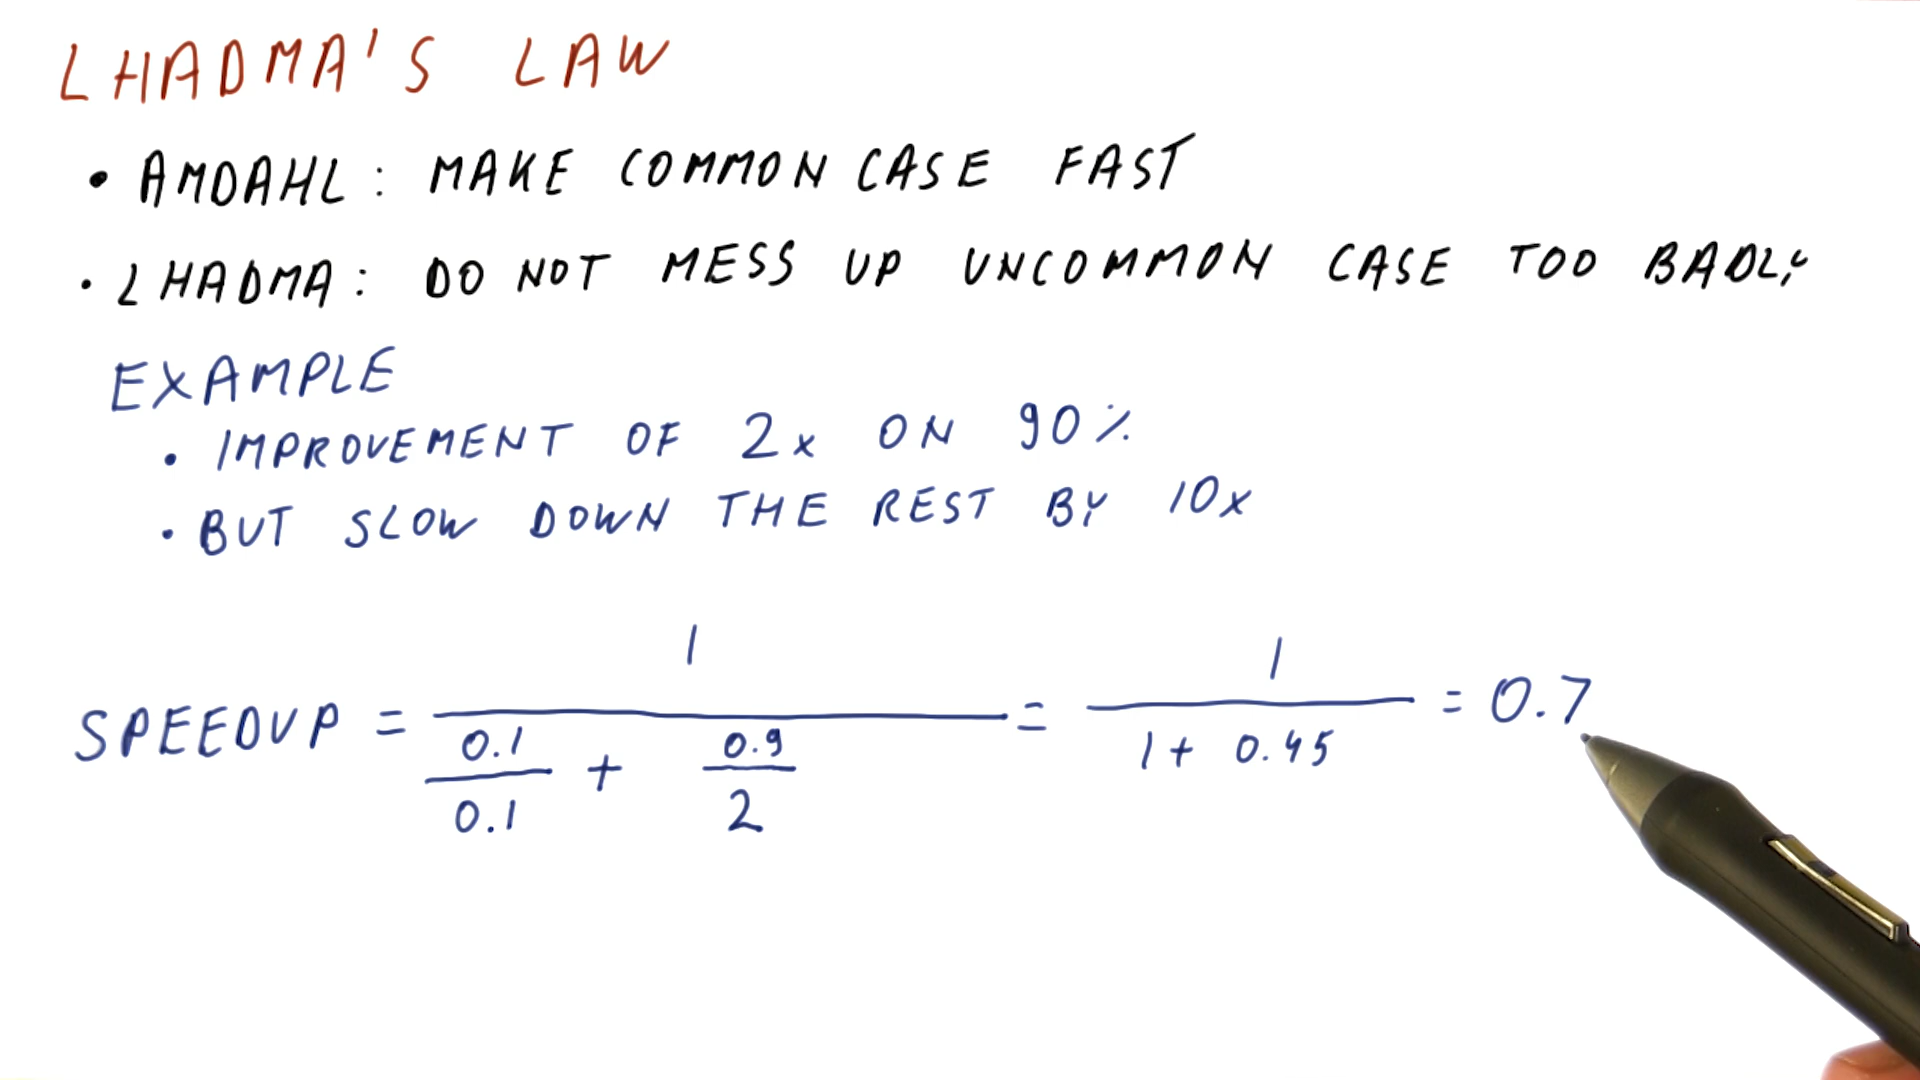 LHADMA'S LAW
• AMDAHL: MAKE COMMON CASE FAST
• LHADMA: DO NOT MESS UP UNCOMMON CASE TOO BADLY
EXAMPLE
• IMPROVEMENT OF 2x ON 90%
• BUT SLOW DOWN THE REST BY 10x
SPEEDUP = 1 / (0.1/0.1 + 0.9/2) = 1 / (1 + 0.45) = 0.7